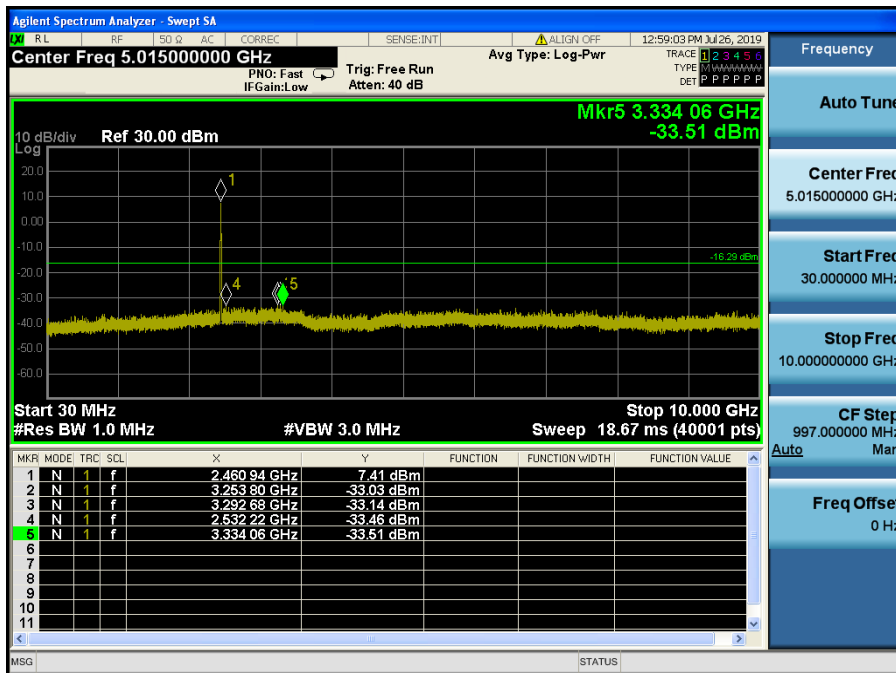 Agilent Spectrum Analyzer - Swept SA
LXI RL RF 50 Ω AC CORREC SENSE:INT ALIGN OFF 12:59:03 PM Jul 26, 2019
Center Freq 5.015000000 GHz
PNO: Fast
IFGain:Low
Trig: Free Run
Atten: 40 dB
Avg Type: Log-Pwr
TRACE 1 2 3 4 5 6
TYPE M W W W W W
DET P P P P P P
Mkr5 3.334 06 GHz
-33.51 dBm
10 dB/div Ref 30.00 dBm
Log
20.0
10.0
0.00
-10.0
-20.0
-30.0
-40.0
-50.0
-60.0
1
4
5
-16.29 dBm
Start 30 MHz Stop 10.000 GHz
#Res BW 1.0 MHz #VBW 3.0 MHz Sweep 18.67 ms (40001 pts)
MKR MODE TRC SCL X Y FUNCTION FUNCTION WIDTH FUNCTION VALUE
1 N 1 f 2.460 94 GHz 7.41 dBm
2 N 1 f 3.253 80 GHz -33.03 dBm
3 N 1 f 3.292 68 GHz -33.14 dBm
4 N 1 f 2.532 22 GHz -33.46 dBm
5 N 1 f 3.334 06 GHz -33.51 dBm
6
7
8
9
10
11
MSG STATUS
Frequency
Auto Tune
Center Freq
5.015000000 GHz
Start Freq
30.000000 MHz
Stop Freq
10.000000000 GHz
CF Step
997.000000 MHz
Auto Man
Freq Offset
0 Hz